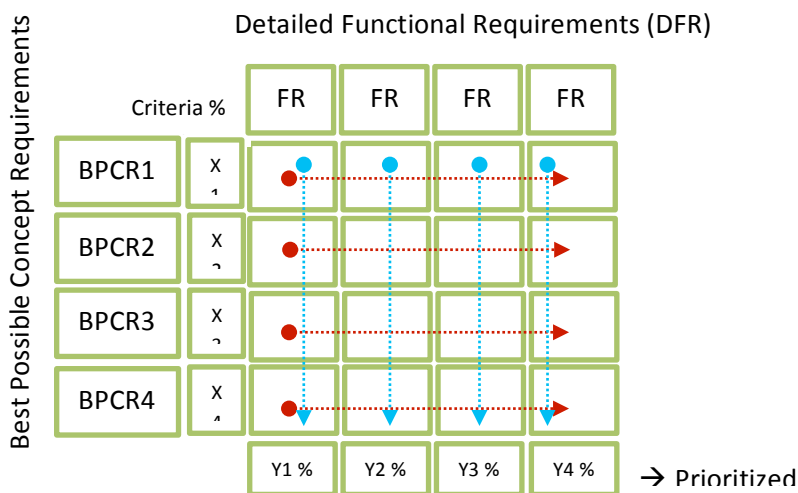 Detailed Functional Requirements (DFR)
Best Possible Concept Requirements
Criteria %
FR FR FR FR
BPCR1 X
BPCR2 X
BPCR3 X
BPCR4 X
Y1 % Y2 % Y3 % Y4 %
→ Prioritized